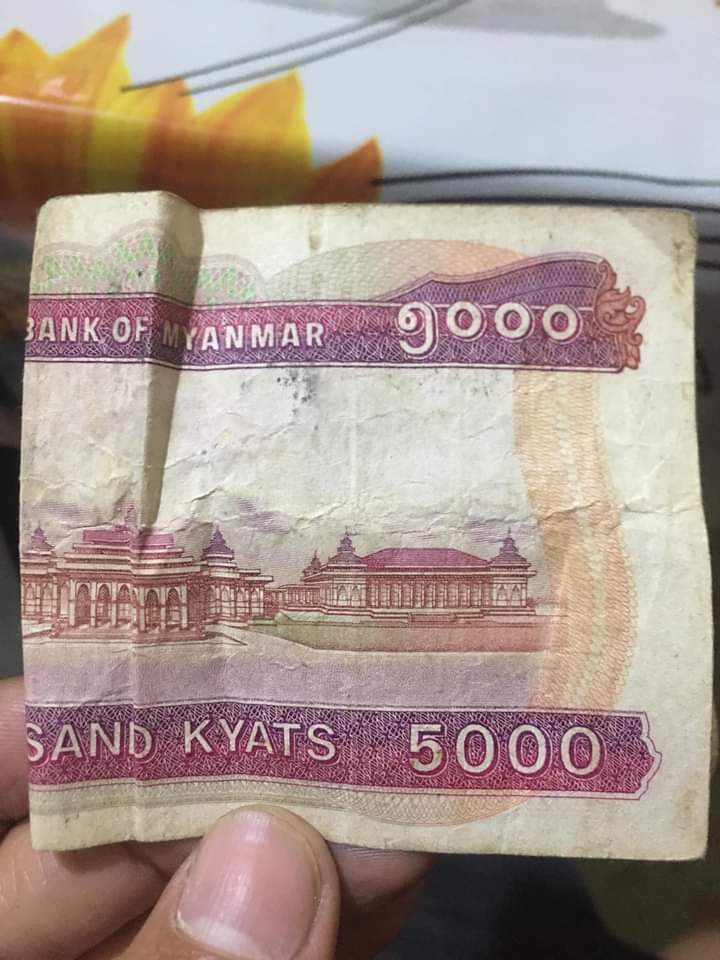 BANK OF MYANMAR ၅၀၀၀
SAND KYATS 5000